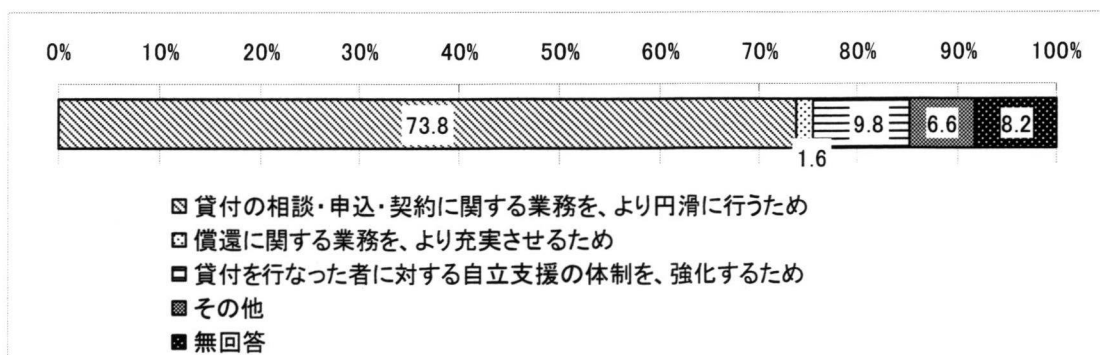 0% 10% 20% 30% 40% 50% 60% 70% 80% 90% 100%
73.8 9.8 6.6 8.2
1.6
貸付の相談・申込・契約に関する業務を、より円滑に行うため
償還に関する業務を、より充実させるため
貸付を行なった者に対する自立支援の体制を、強化するため
その他
無回答